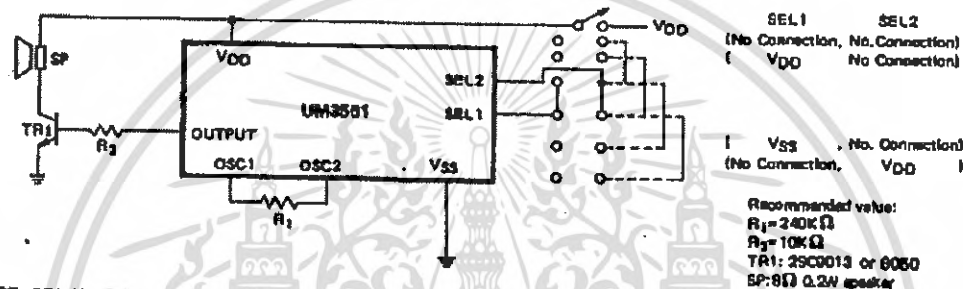 SEL1 SEL2
VDD
(No Connection, No. Connection)
( VDD No Connection)
SP
VDD
SEL2
UM3561
SEL1
TR1
OUTPUT
R2
( VSS , No. Connection)
OSC1 OSC2 VSS
(No Connection, VDD )
R1
Recommended value:
R1=240KΩ
R2=10KΩ
TR1: 2SC9013 or 8050
SP:8Ω 0.2W speaker